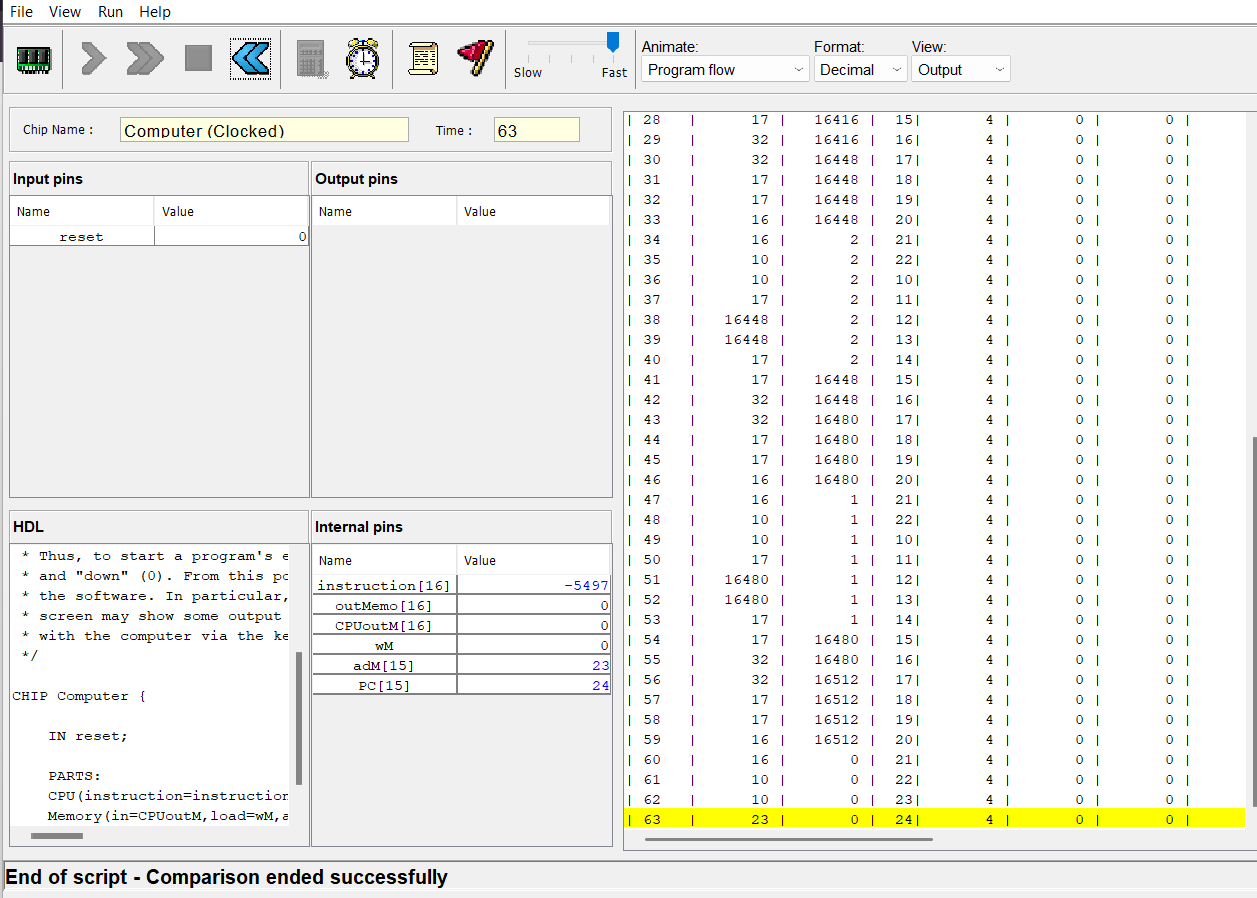 File View Run Help
Slow Fast
Animate: Format: View:
Program flow Decimal Output
Chip Name : Computer (Clocked) Time : 63
Input pins
Name Value
reset 0
Output pins
Name Value
HDL
* Thus, to start a program's e
* and "down" (0). From this po
* the software. In particular,
* screen may show some output
* with the computer via the ke
*/
CHIP Computer {
IN reset;
PARTS:
CPU(instruction=instruction
Memory(in=CPUoutM,load=wM,a
Internal pins
Name Value
instruction[16] -5497
outMemo[16] 0
CPUoutM[16] 0
wM 0
adM[15] 23
PC[15] 24
| 28 | 17 | 16416 | 15| 4 | 0 | 0 |
| 29 | 32 | 16416 | 16| 4 | 0 | 0 |
| 30 | 32 | 16448 | 17| 4 | 0 | 0 |
| 31 | 17 | 16448 | 18| 4 | 0 | 0 |
| 32 | 17 | 16448 | 19| 4 | 0 | 0 |
| 33 | 16 | 16448 | 20| 4 | 0 | 0 |
| 34 | 16 | 2 | 21| 4 | 0 | 0 |
| 35 | 10 | 2 | 22| 4 | 0 | 0 |
| 36 | 10 | 2 | 10| 4 | 0 | 0 |
| 37 | 17 | 2 | 11| 4 | 0 | 0 |
| 38 | 16448 | 2 | 12| 4 | 0 | 0 |
| 39 | 16448 | 2 | 13| 4 | 0 | 0 |
| 40 | 17 | 2 | 14| 4 | 0 | 0 |
| 41 | 17 | 16448 | 15| 4 | 0 | 0 |
| 42 | 32 | 16448 | 16| 4 | 0 | 0 |
| 43 | 32 | 16480 | 17| 4 | 0 | 0 |
| 44 | 17 | 16480 | 18| 4 | 0 | 0 |
| 45 | 17 | 16480 | 19| 4 | 0 | 0 |
| 46 | 16 | 16480 | 20| 4 | 0 | 0 |
| 47 | 16 | 1 | 21| 4 | 0 | 0 |
| 48 | 10 | 1 | 22| 4 | 0 | 0 |
| 49 | 10 | 1 | 10| 4 | 0 | 0 |
| 50 | 17 | 1 | 11| 4 | 0 | 0 |
| 51 | 16480 | 1 | 12| 4 | 0 | 0 |
| 52 | 16480 | 1 | 13| 4 | 0 | 0 |
| 53 | 17 | 1 | 14| 4 | 0 | 0 |
| 54 | 17 | 16480 | 15| 4 | 0 | 0 |
| 55 | 32 | 16480 | 16| 4 | 0 | 0 |
| 56 | 32 | 16512 | 17| 4 | 0 | 0 |
| 57 | 17 | 16512 | 18| 4 | 0 | 0 |
| 58 | 17 | 16512 | 19| 4 | 0 | 0 |
| 59 | 16 | 16512 | 20| 4 | 0 | 0 |
| 60 | 16 | 0 | 21| 4 | 0 | 0 |
| 61 | 10 | 0 | 22| 4 | 0 | 0 |
| 62 | 10 | 0 | 23| 4 | 0 | 0 |
| 63 | 23 | 0 | 24| 4 | 0 | 0 |
End of script - Comparison ended successfully